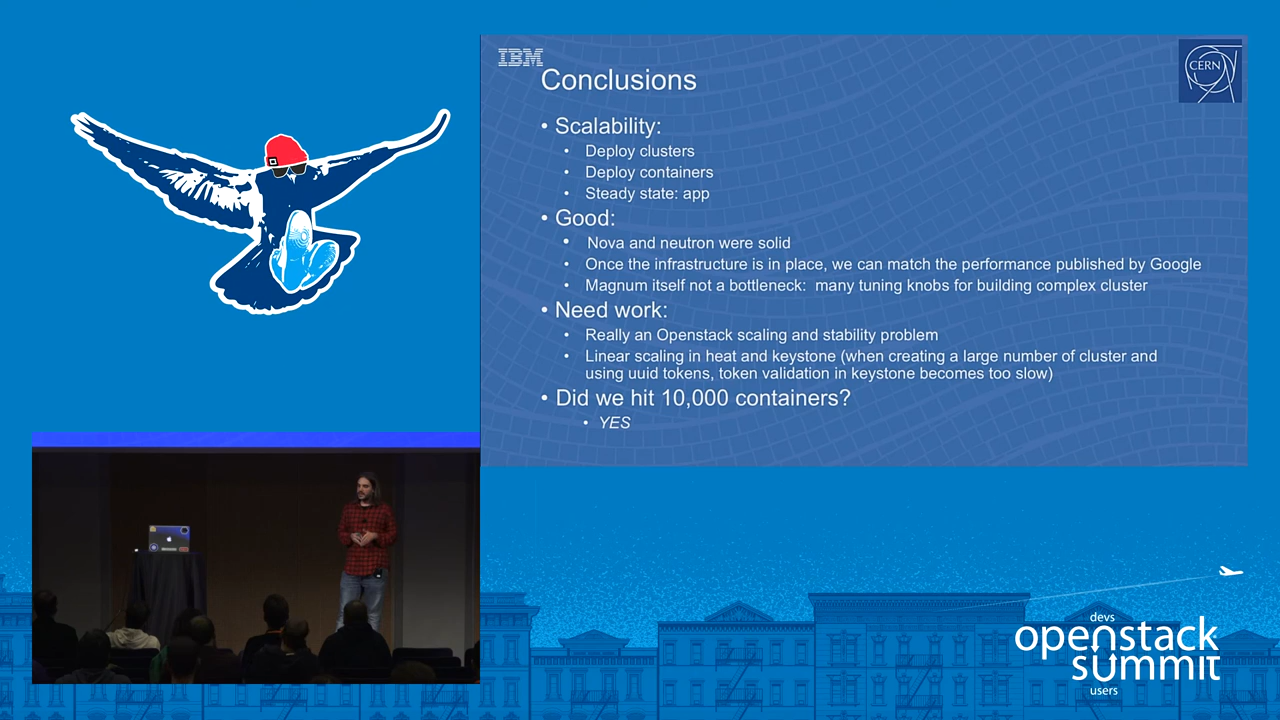 IBM
CERN
Conclusions
• Scalability:
• Deploy clusters
• Deploy containers
• Steady state: app
• Good:
• Nova and neutron were solid
• Once the infrastructure is in place, we can match the performance published by Google
• Magnum itself not a bottleneck: many tuning knobs for building complex cluster
• Need work:
• Really an Openstack scaling and stability problem
• Linear scaling in heat and keystone (when creating a large number of cluster and
using uuid tokens, token validation in keystone becomes too slow)
• Did we hit 10,000 containers?
• YES
devs
openstack
summit
users